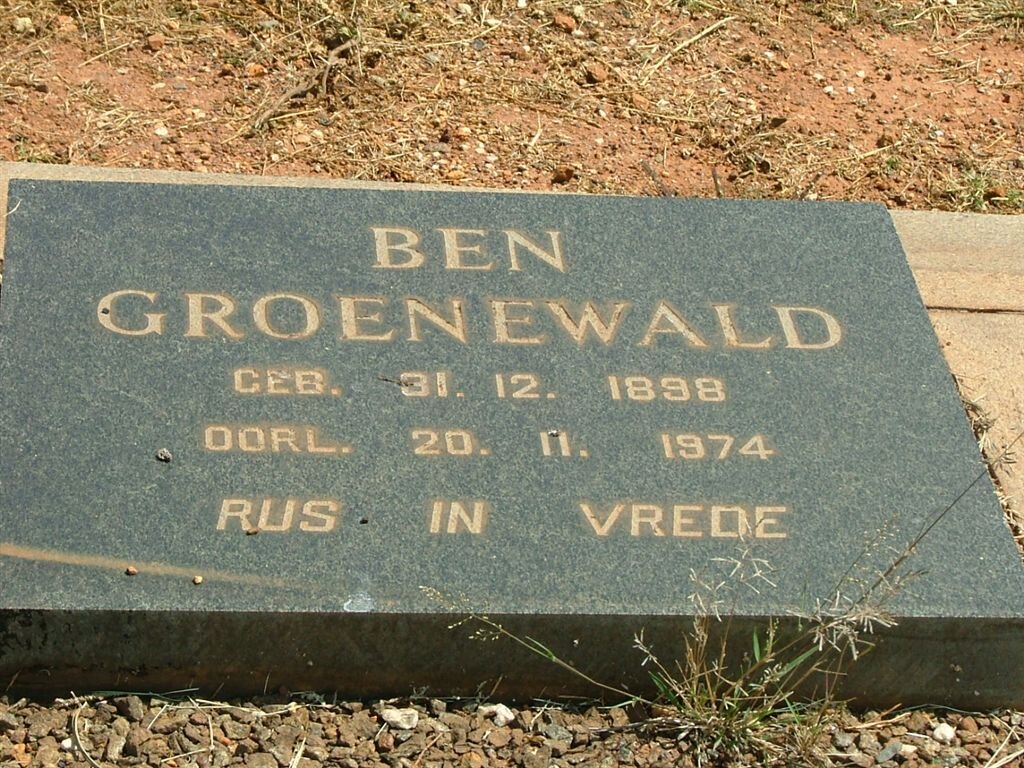 BEN
GROENEWALD
GEB. 31. 12. 1898
OORL. 20. 11. 1974
RUS IN VREDE